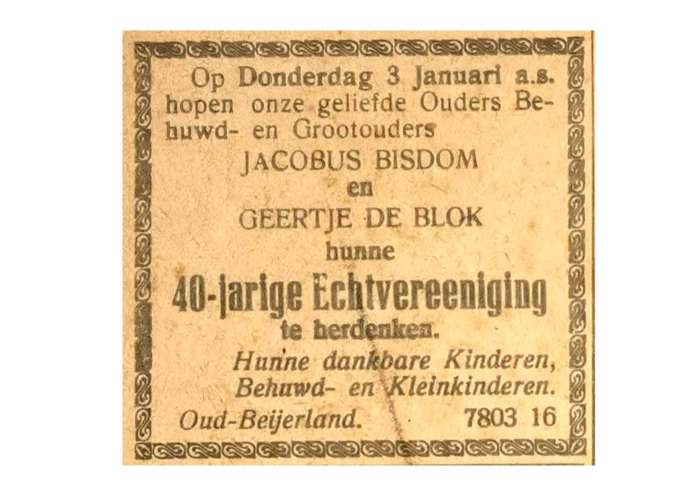 Op Donderdag 3 Januari a.s.
hopen onze geliefde Ouders Be-
huwd- en Grootouders
JACOBUS BISDOM
en
GEERTJE DE BLOK
hunne
40-jarige Echtvereeniging
te herdenken.
Hunne dankbare Kinderen,
Behuwd- en Kleinkinderen.
Oud-Beijerland. 7803 16